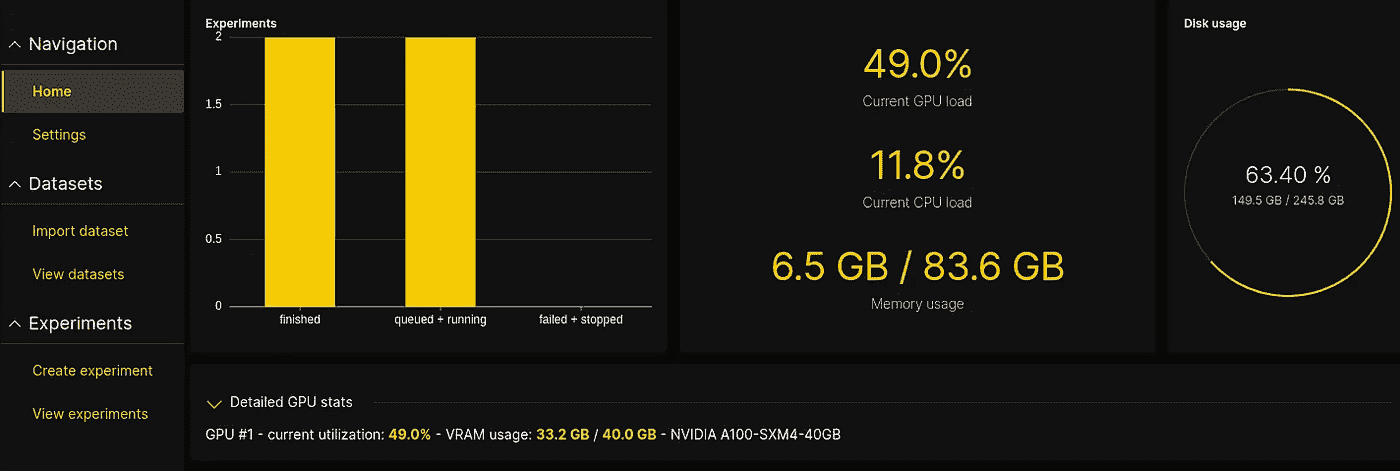 Navigation
Home
Settings
Datasets
Import dataset
View datasets
Experiments
Create experiment
View experiments
Experiments
2
1.5
1
0.5
0
finished
queued + running
failed + stopped
49.0%
Current GPU load
11.8%
Current CPU load
6.5 GB / 83.6 GB
Memory usage
Disk usage
63.40 %
149.5 GB / 245.8 GB
Detailed GPU stats
GPU #1 - current utilization: 49.0% - VRAM usage: 33.2 GB / 40.0 GB - NVIDIA A100-SXM4-40GB